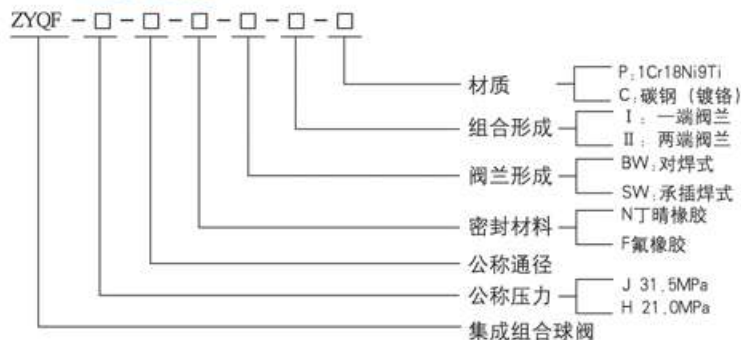 ZYQF-□-□-□-□-□-□
材质
P:1Cr18Ni9Ti
C:碳钢（镀铬）
组合形成
I：一端阀兰
II：两端阀兰
阀兰形成
BW:对焊式
SW:承插焊式
密封材料
N丁晴橡胶
F氟橡胶
公称通径
公称压力
J 31.5MPa
H 21.0MPa
集成组合球阀